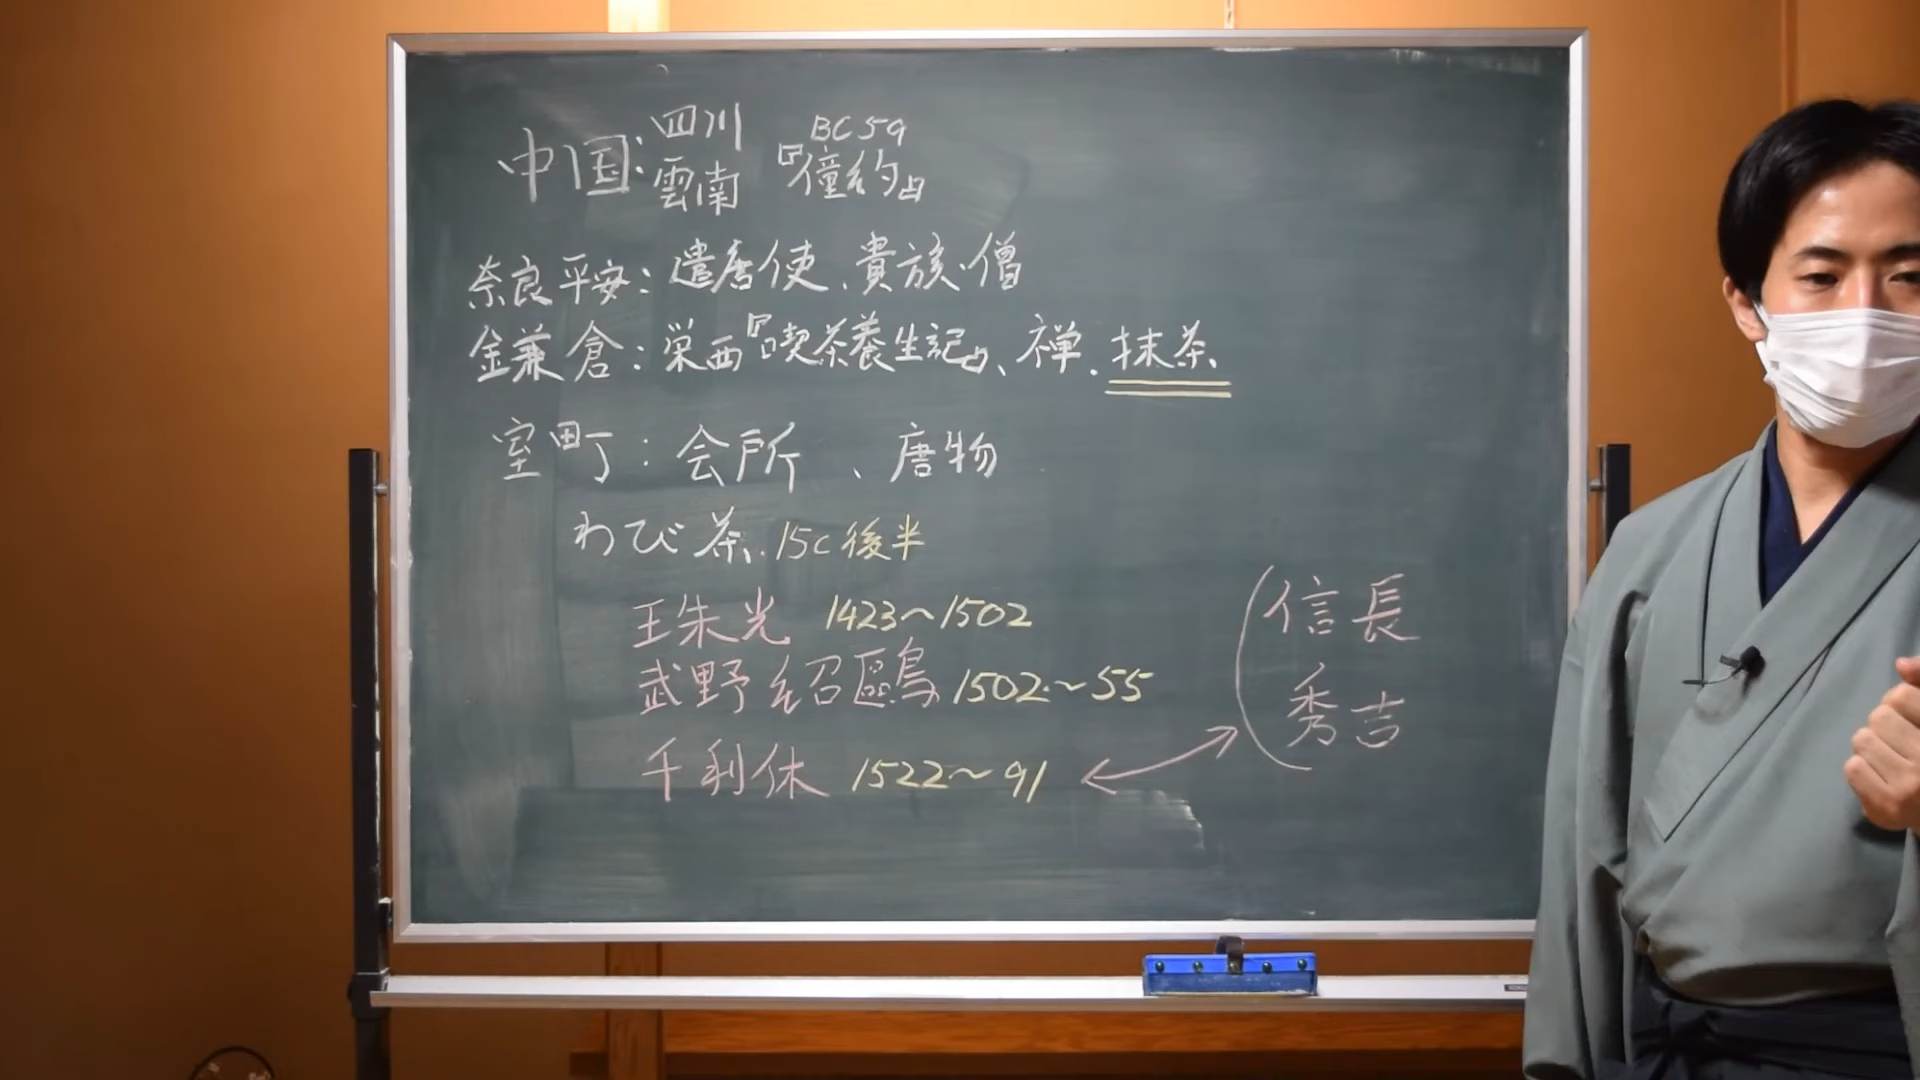 中国:四川 BC59
雲南『僮約』
奈良平安:遣唐使、貴族・僧
鎌倉:栄西『喫茶養生記』、禅.抹茶
室町:会所、唐物
わび茶.15C後半
王朱光 1423~1502
武野紹鷗 1502~55
千利休 1522~91
信長
秀吉